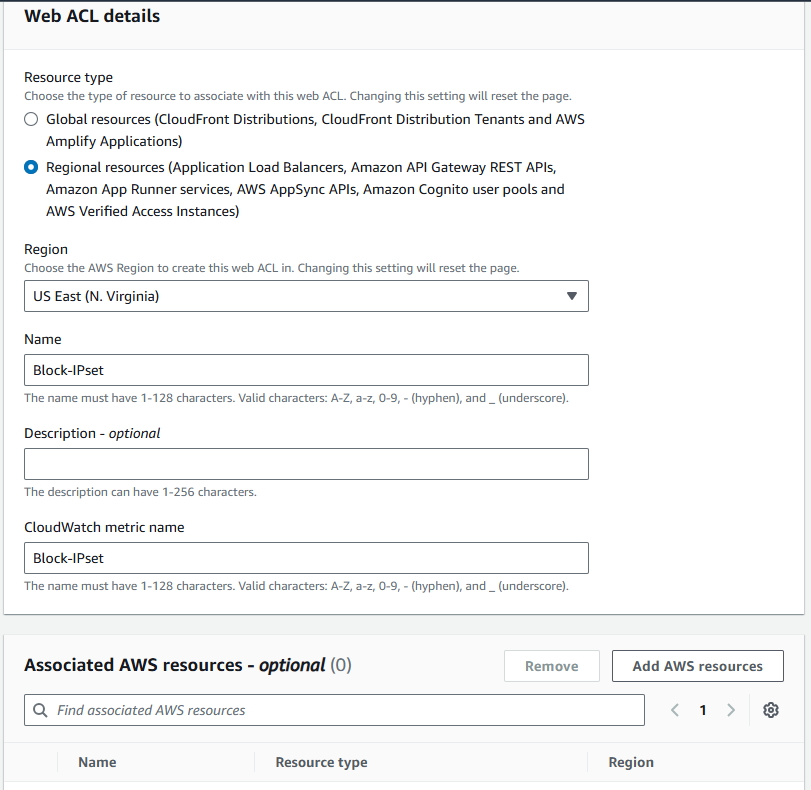 Web ACL details
Resource type
Choose the type of resource to associate with this web ACL. Changing this setting will reset the page.
Global resources (CloudFront Distributions, CloudFront Distribution Tenants and AWS
Amplify Applications)
Regional resources (Application Load Balancers, Amazon API Gateway REST APIs,
Amazon App Runner services, AWS AppSync APIs, Amazon Cognito user pools and
AWS Verified Access Instances)
Region
Choose the AWS Region to create this web ACL in. Changing this setting will reset the page.
US East (N. Virginia)
Name
Block-IPset
The name must have 1-128 characters. Valid characters: A-Z, a-z, 0-9, - (hyphen), and _ (underscore).
Description - optional
The description can have 1-256 characters.
CloudWatch metric name
Block-IPset
The name must have 1-128 characters. Valid characters: A-Z, a-z, 0-9, - (hyphen), and _ (underscore).
Associated AWS resources - optional (0) Remove Add AWS resources
Find associated AWS resources 1
Name Resource type Region